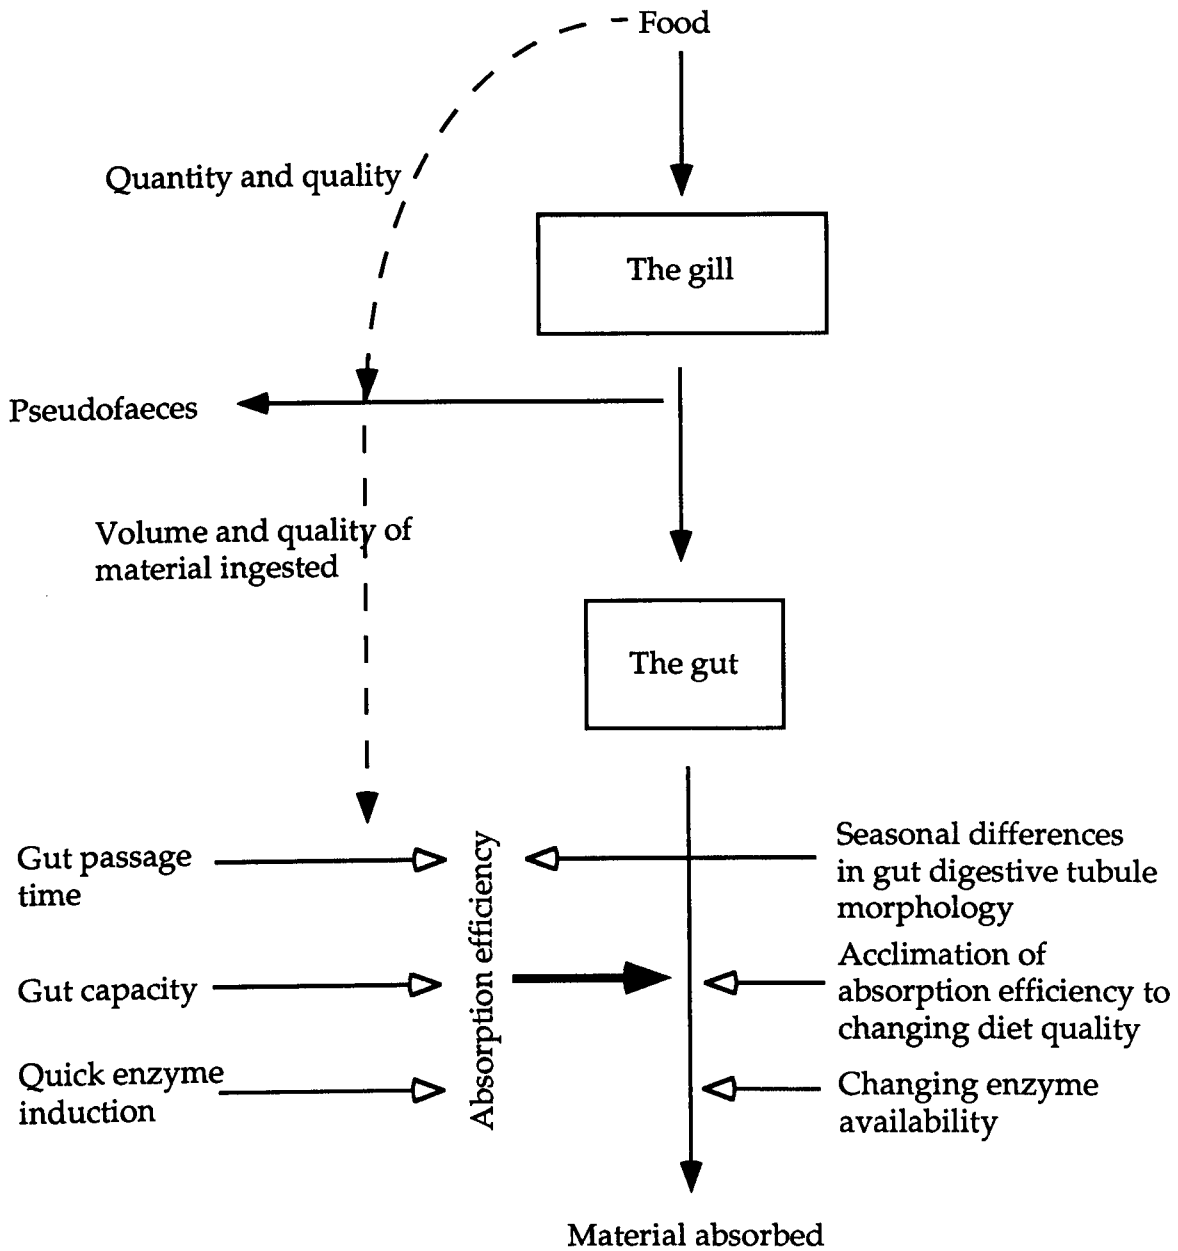 Food
Quantity and quality
The gill
Pseudofaeces
Volume and quality of
material ingested
The gut
Gut passage
time
Gut capacity
Quick enzyme
induction
Absorption efficiency
Seasonal differences
in gut digestive tubule
morphology
Acclimation of
absorption efficiency to
changing diet quality
Changing enzyme
availability
Material absorbed